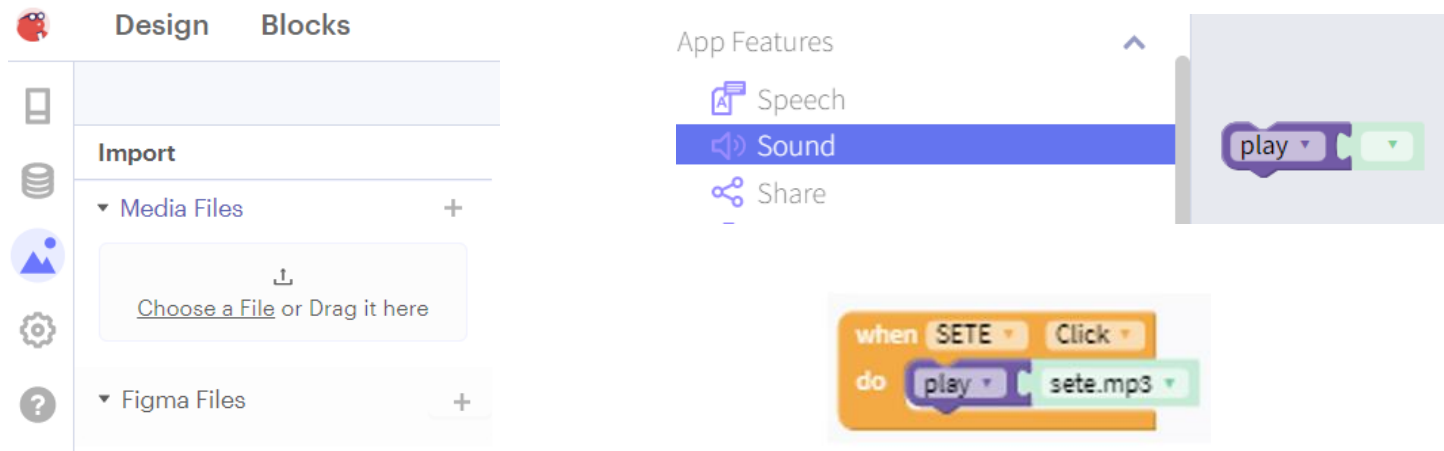 Design Blocks
Import
Media Files
Choose a File or Drag it here
Figma Files
App Features
Speech
Sound
Share
play
when SETE Click
do play sete.mp3